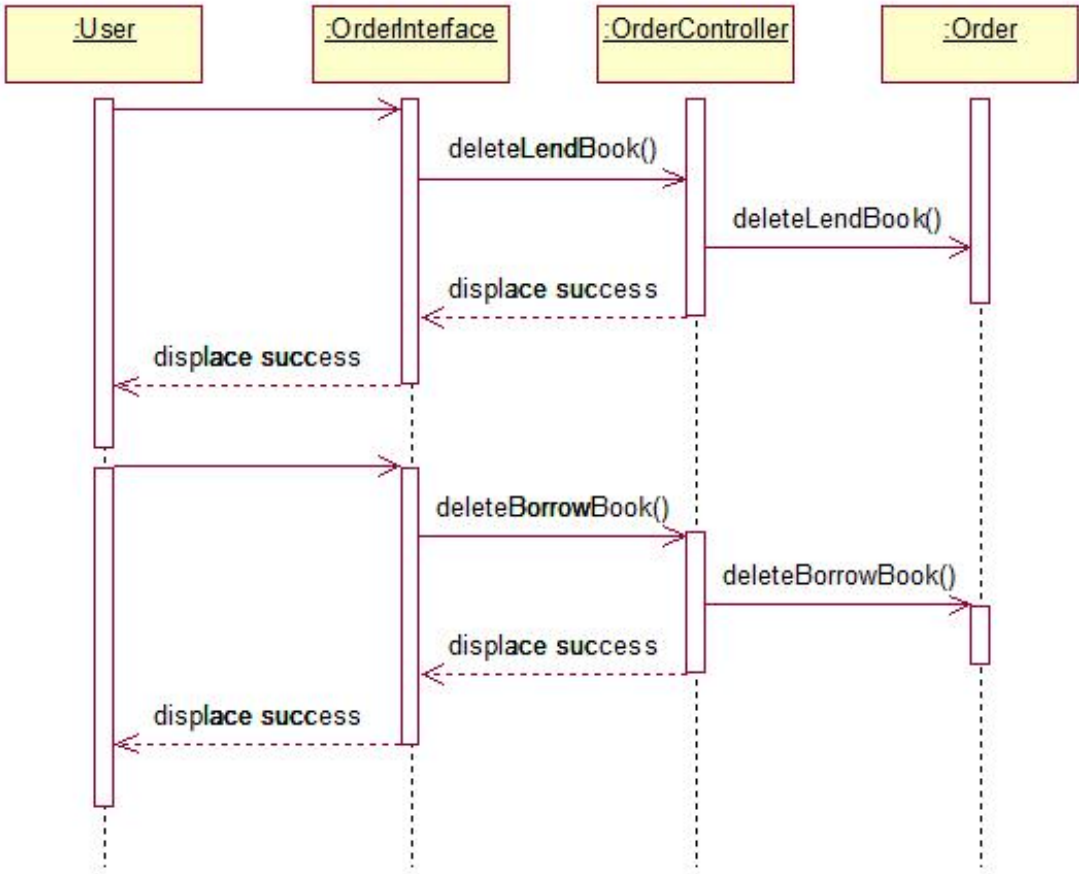 :User
:OrderInterface
:OrderController
:Order
deleteLendBook()
deleteLendBook()
displace success
displace success
deleteBorrowBook()
deleteBorrowBook()
displace success
displace success